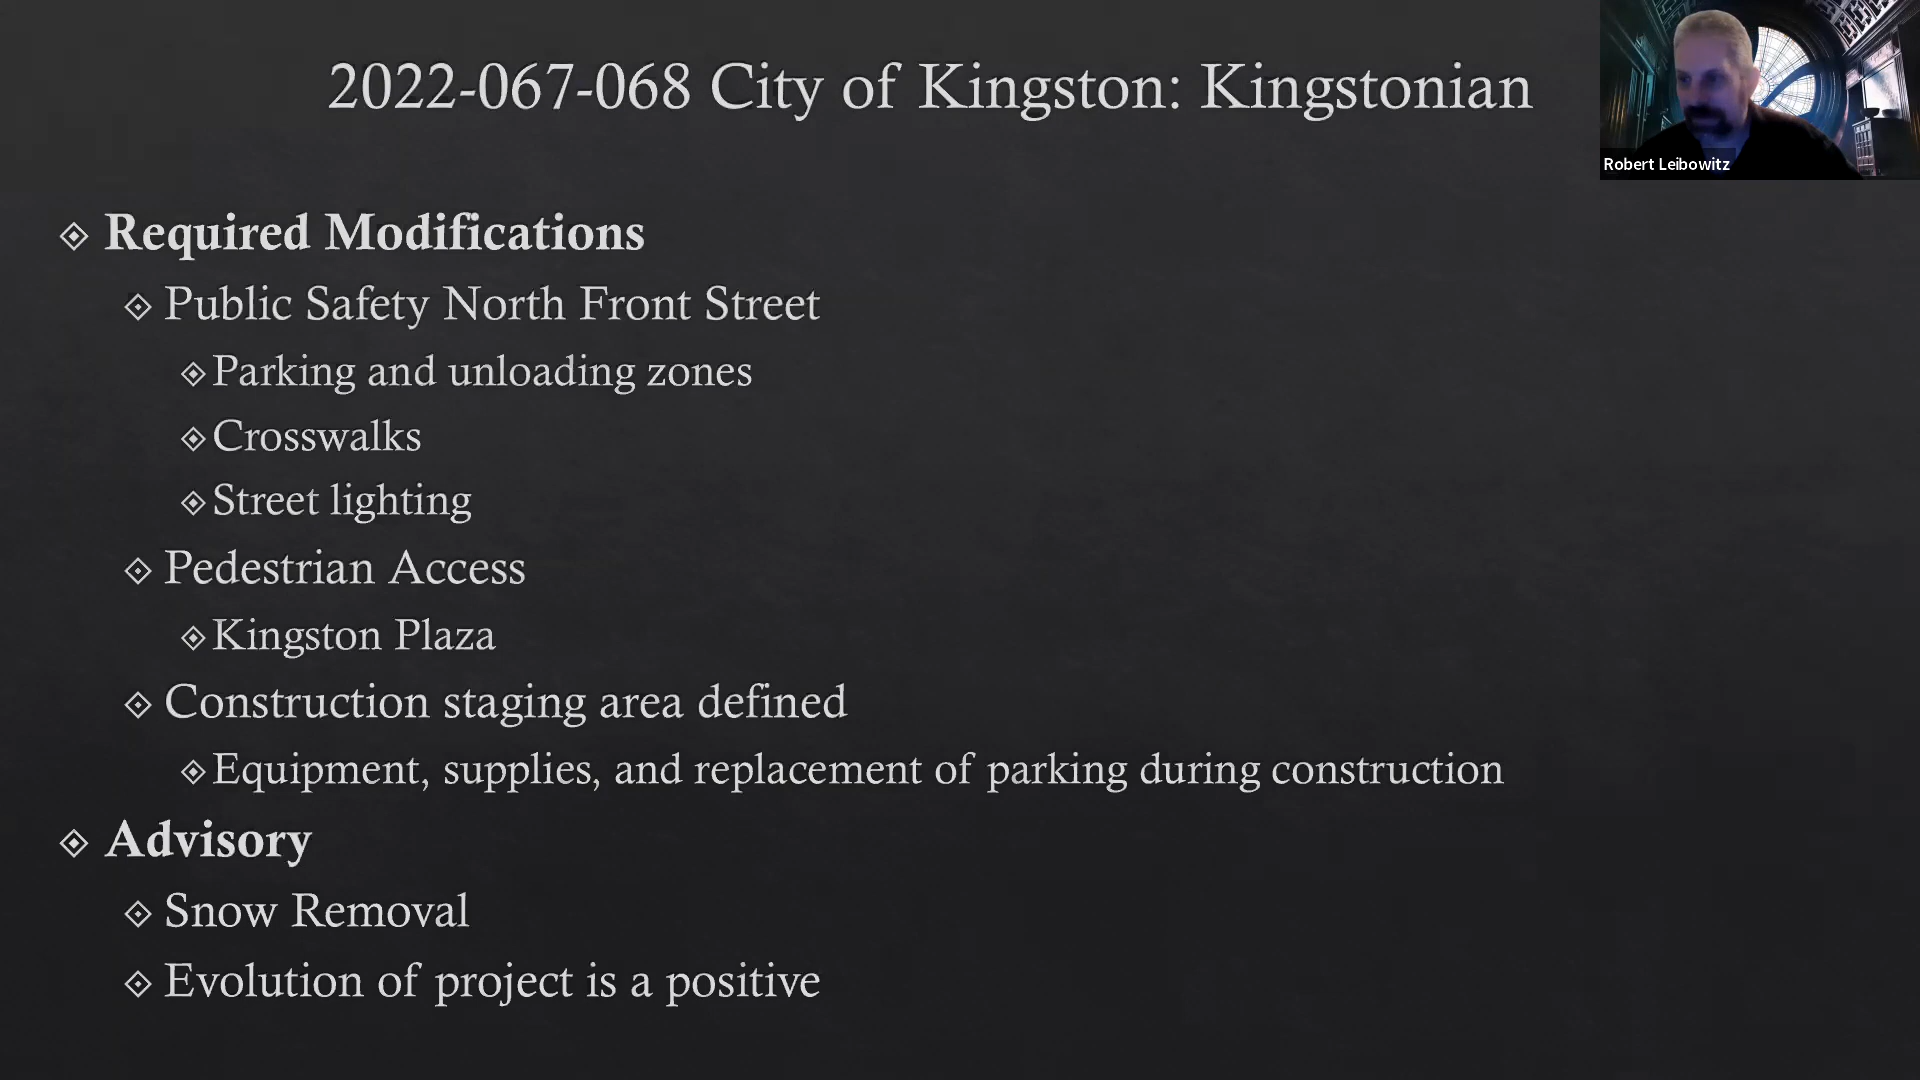 2022-067-068 City of Kingston: Kingstonian
Robert Leibowitz
Required Modifications
Public Safety North Front Street
Parking and unloading zones
Crosswalks
Street lighting
Pedestrian Access
Kingston Plaza
Construction staging area defined
Equipment, supplies, and replacement of parking during construction
Advisory
Snow Removal
Evolution of project is a positive